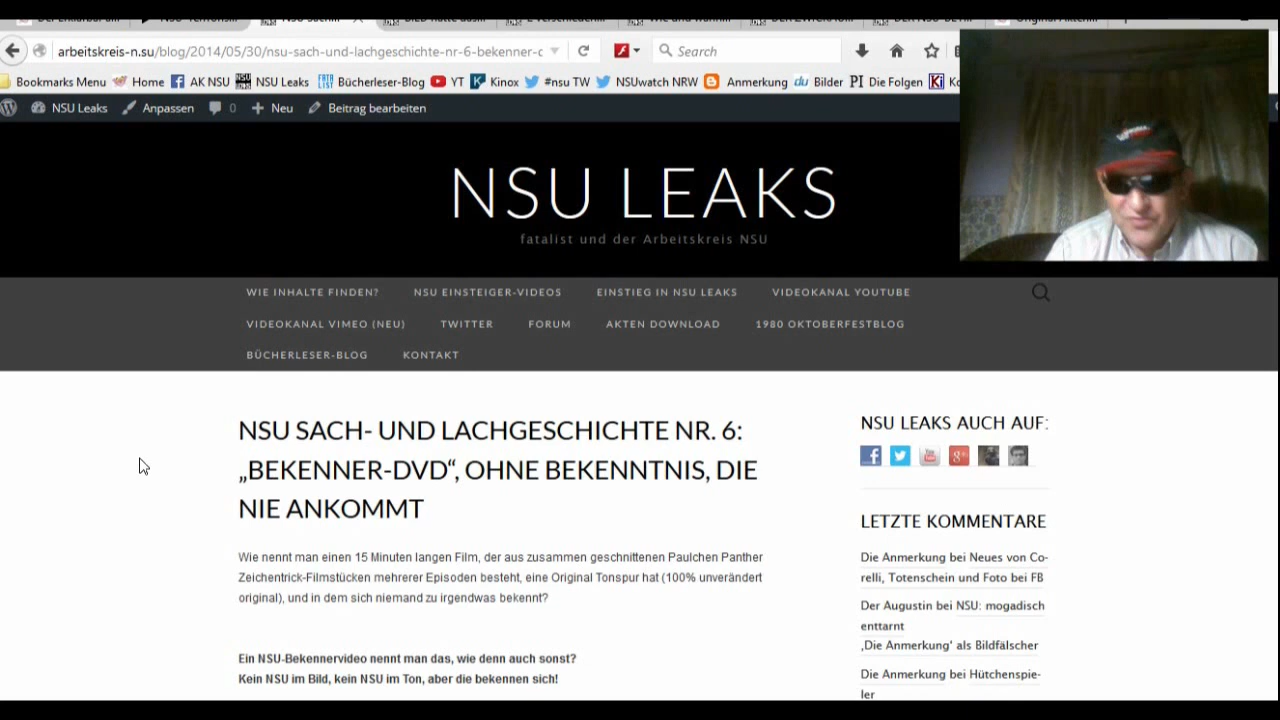 arbeitskreis-n.su/blog/2014/05/30/nsu-sach-und-lachgeschichte-nr-6-bekenner-c
Search
Bookmarks Menu Home AK NSU NSU Leaks Bücherleser-Blog YT Kinox #nsu TW NSUwatch NRW Anmerkung du Bilder PI Die Folgen Ki
NSU Leaks Anpassen 0 Neu Beitrag bearbeiten
NSU LEAKS
fatalist und der Arbeitskreis NSU
WIE INHALTE FINDEN? NSU EINSTEIGER-VIDEOS EINSTIEG IN NSU LEAKS VIDEOKANAL YOUTUBE
VIDEOKANAL VIMEO (NEU) TWITTER FORUM AKTEN DOWNLOAD 1980 OKTOBERFESTBLOG
BÜCHERLESER-BLOG KONTAKT
NSU SACH- UND LACHGESCHICHTE NR. 6:
„BEKENNER-DVD“, OHNE BEKENNTNIS, DIE
NIE ANKOMMT
Wie nennt man einen 15 Minuten langen Film, der aus zusammen geschnittenen Paulchen Panther
Zeichentrick-Filmstücken mehrerer Episoden besteht, eine Original Tonspur hat (100% unverändert
original), und in dem sich niemand zu irgendwas bekennt?
Ein NSU-Bekennervideo nennt man das, wie denn auch sonst?
Kein NSU im Bild, kein NSU im Ton, aber die bekennen sich!
NSU LEAKS AUCH AUF:
LETZTE KOMMENTARE
Die Anmerkung bei Neues von Co-
relli, Totenschein und Foto bei FB
Der Augustin bei NSU: mogadisch
enttarnt
‚Die Anmerkung‘ als Bildfälscher
Die Anmerkung bei Hütchenspie-
ler